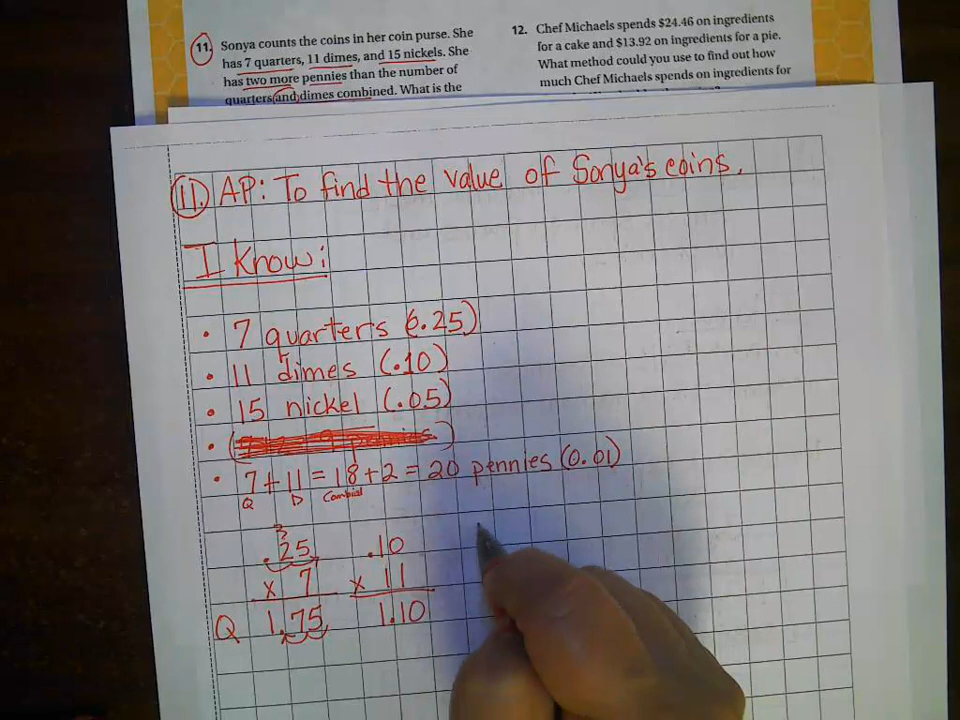 11. Sonya counts the coins in her coin purse. She
has 7 quarters, 11 dimes, and 15 nickels. She
has two more pennies than the number of
quarters and dimes combined. What is the
12. Chef Michaels spends $24.46 on ingredients
for a cake and $13.92 on ingredients for a pie.
What method could you use to find out how
much Chef Michaels spends on ingredients for
11. AP: To find the value of Sonya's coins.
I know:
• 7 quarters (0.25)
• 11 dimes (.10)
• 15 nickel (.05)
• 7 + 11 = 18 + 2 = 20 pennies (0.01)
Q D
3
.25 .10
x 7 x 11
Q 1.75 1.10